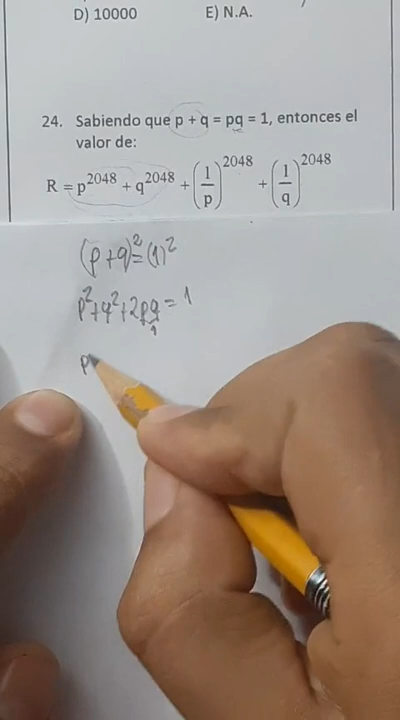 D) 10000 E) N.A.
24. Sabiendo que p + q = pq = 1, entonces el
valor de:
R = p^2048 + q^2048 + (1/p)^2048 + (1/q)^2048
(p+q)^2 = (1)^2
p^2+q^2+2pq = 1
1
p